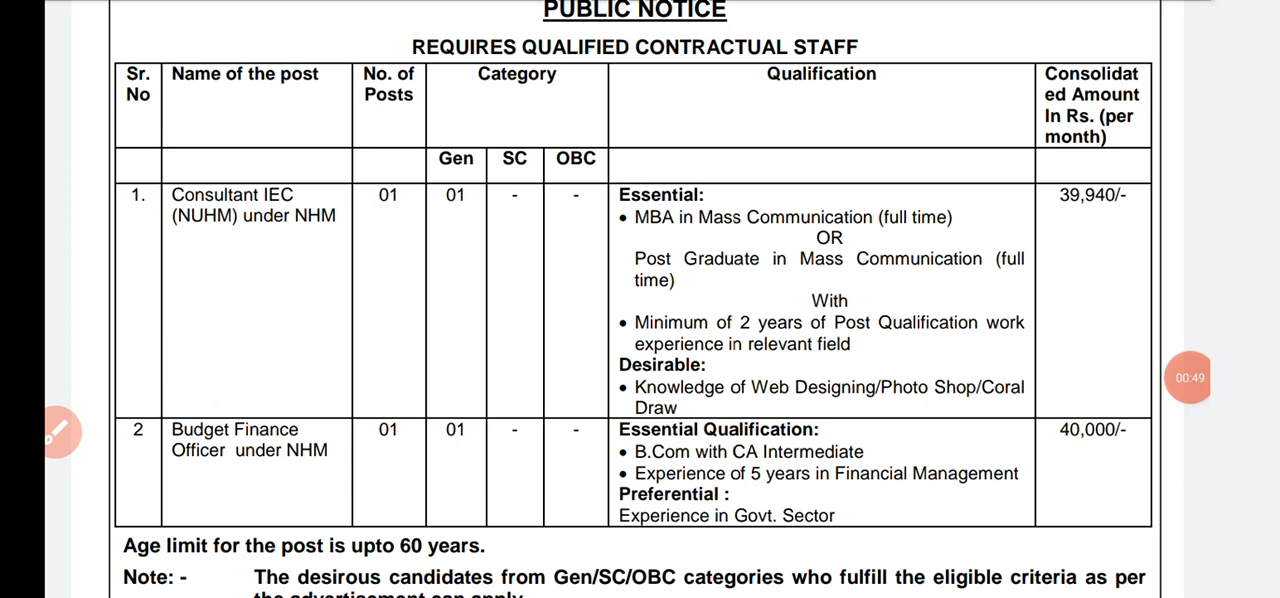 PUBLIC NOTICE
REQUIRES QUALIFIED CONTRACTUAL STAFF
Sr. No
Name of the post
No. of Posts
Category
Qualification
Consolidat
ed Amount
In Rs. (per
month)
Gen SC OBC
1.
Consultant IEC
(NUHM) under NHM
01
01
-
-
Essential:
• MBA in Mass Communication (full time)
OR
Post Graduate in Mass Communication (full
time)
With
• Minimum of 2 years of Post Qualification work
experience in relevant field
Desirable:
• Knowledge of Web Designing/Photo Shop/Coral
Draw
39,940/-
2
Budget Finance
Officer under NHM
01
01
-
-
Essential Qualification:
• B.Com with CA Intermediate
• Experience of 5 years in Financial Management
Preferential :
Experience in Govt. Sector
40,000/-
Age limit for the post is upto 60 years.
Note: - The desirous candidates from Gen/SC/OBC categories who fulfill the eligible criteria as per
the advertisement can apply
00:49